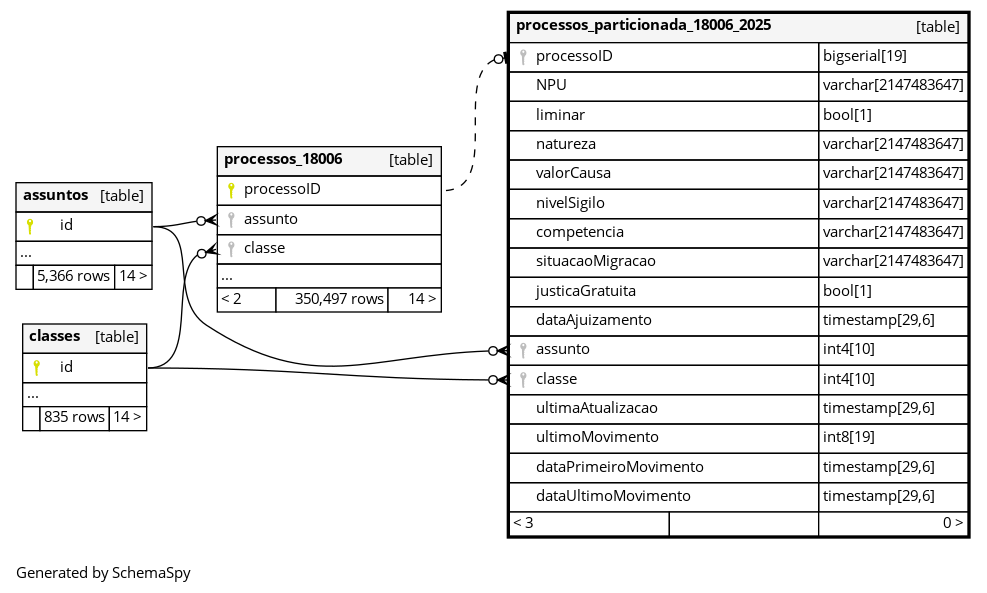 processos_particionada_18006_2025 [table]
processoID bigserial[19]
NPU varchar[2147483647]
liminar bool[1]
natureza varchar[2147483647]
valorCausa varchar[2147483647]
nivelSigilo varchar[2147483647]
competencia varchar[2147483647]
situacaoMigracao varchar[2147483647]
justicaGratuita bool[1]
dataAjuizamento timestamp[29,6]
assunto int4[10]
classe int4[10]
ultimaAtualizacao timestamp[29,6]
ultimoMovimento int8[19]
dataPrimeiroMovimento timestamp[29,6]
dataUltimoMovimento timestamp[29,6]
< 3 0 >
processos_18006 [table]
processoID
assunto
classe
...
< 2 350,497 rows 14 >
assuntos [table]
id
...
5,366 rows 14 >
classes [table]
id
...
835 rows 14 >
Generated by SchemaSpy